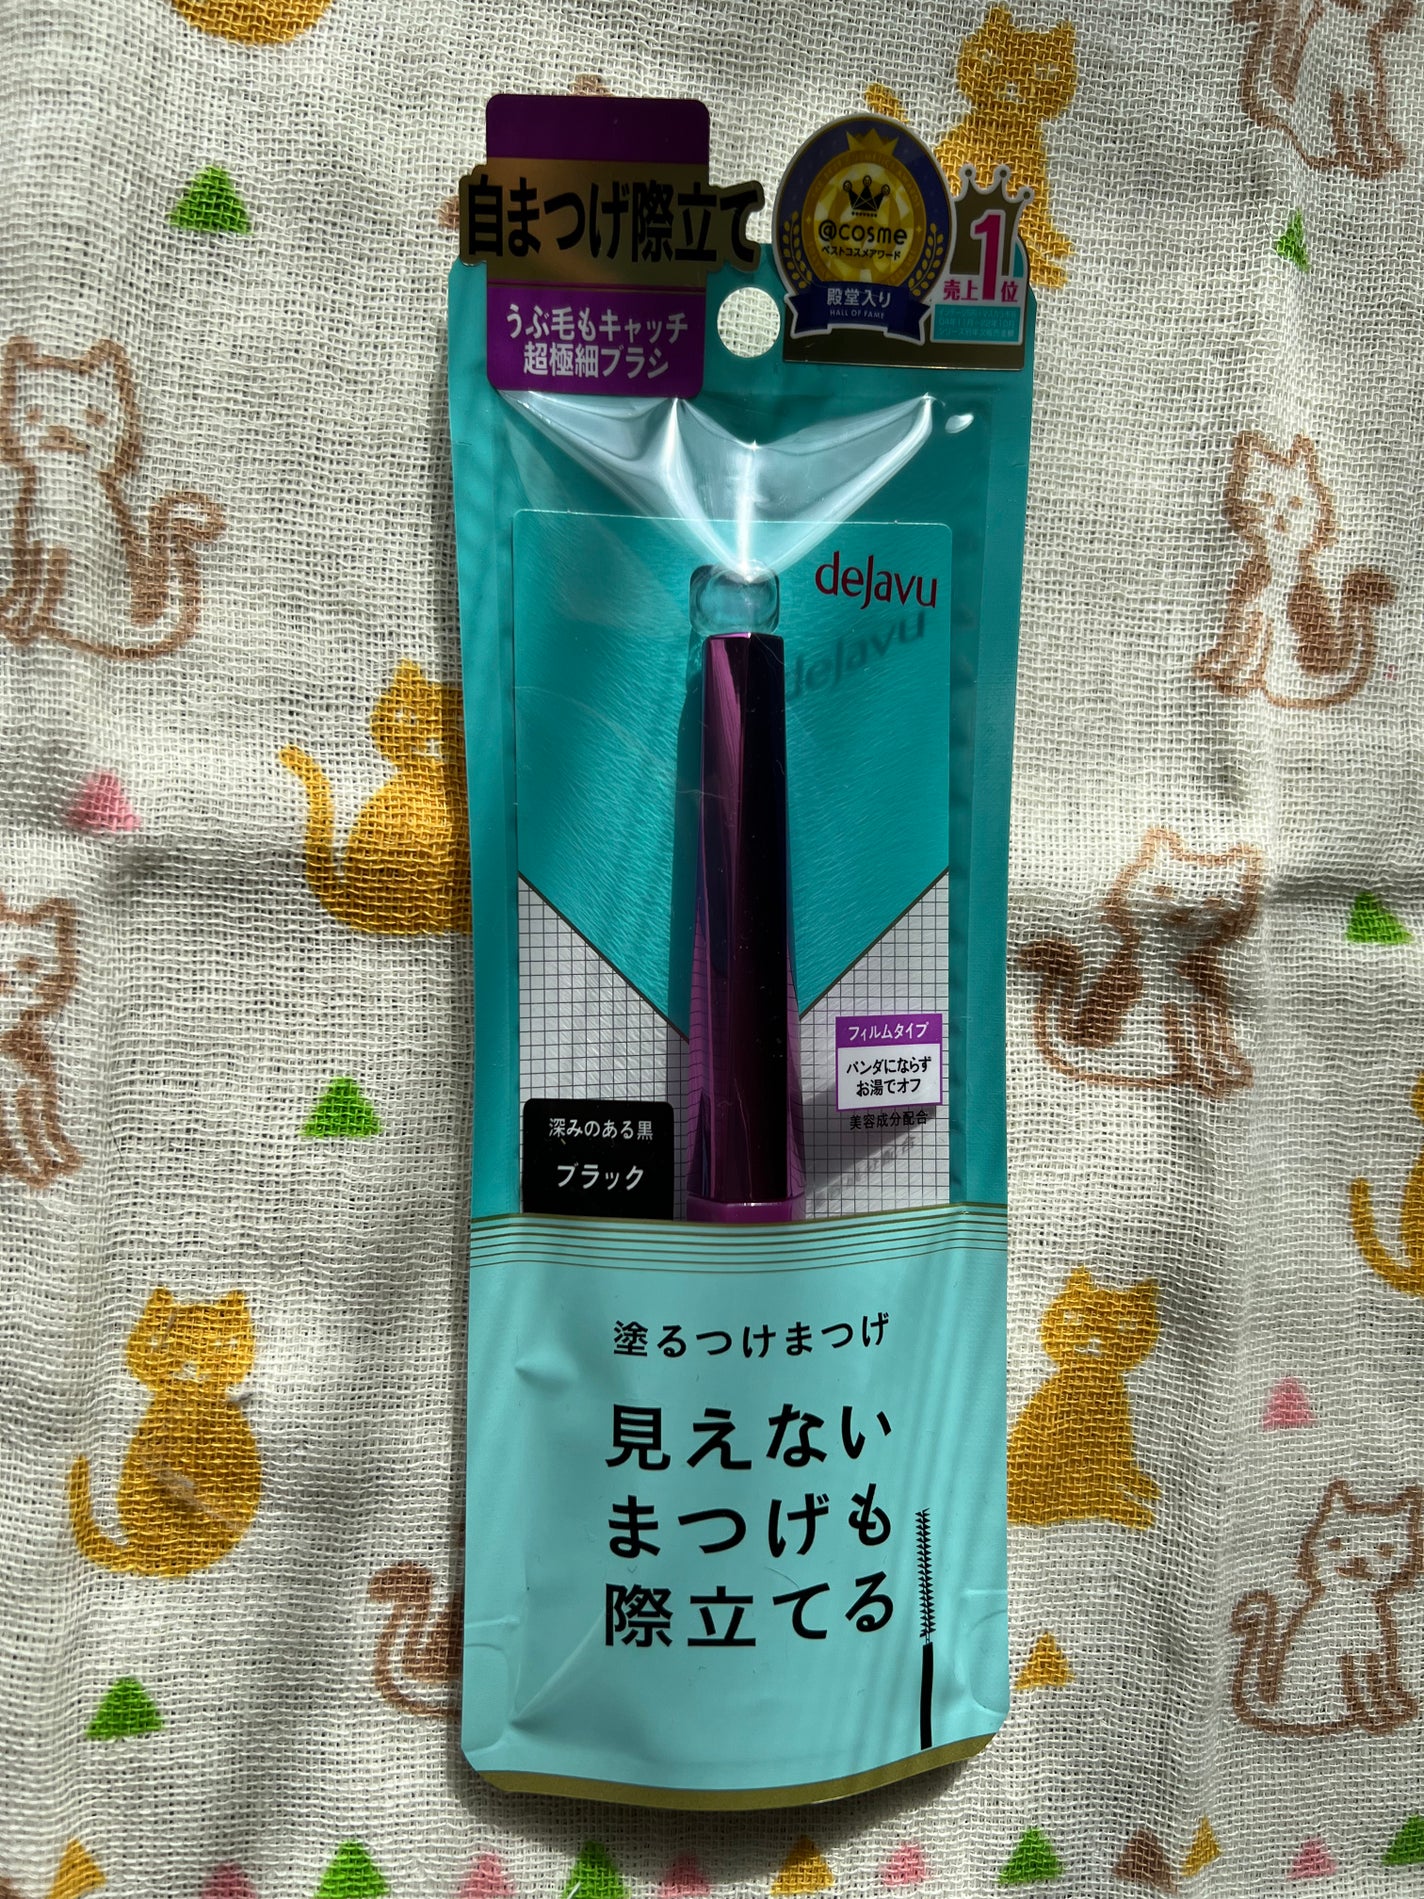 自まつげ際立て
うぶ毛もキャッチ
超極細ブラシ
@cosme
ベストコスメアワード
殿堂入り
HALL OF FAME
売上1位
dejavu
フィルムタイプ
パンダにならず
お湯でオフ
美容成分配合
深みのある黒
ブラック
塗るつけまつげ
見えない
まつげも
際立てる